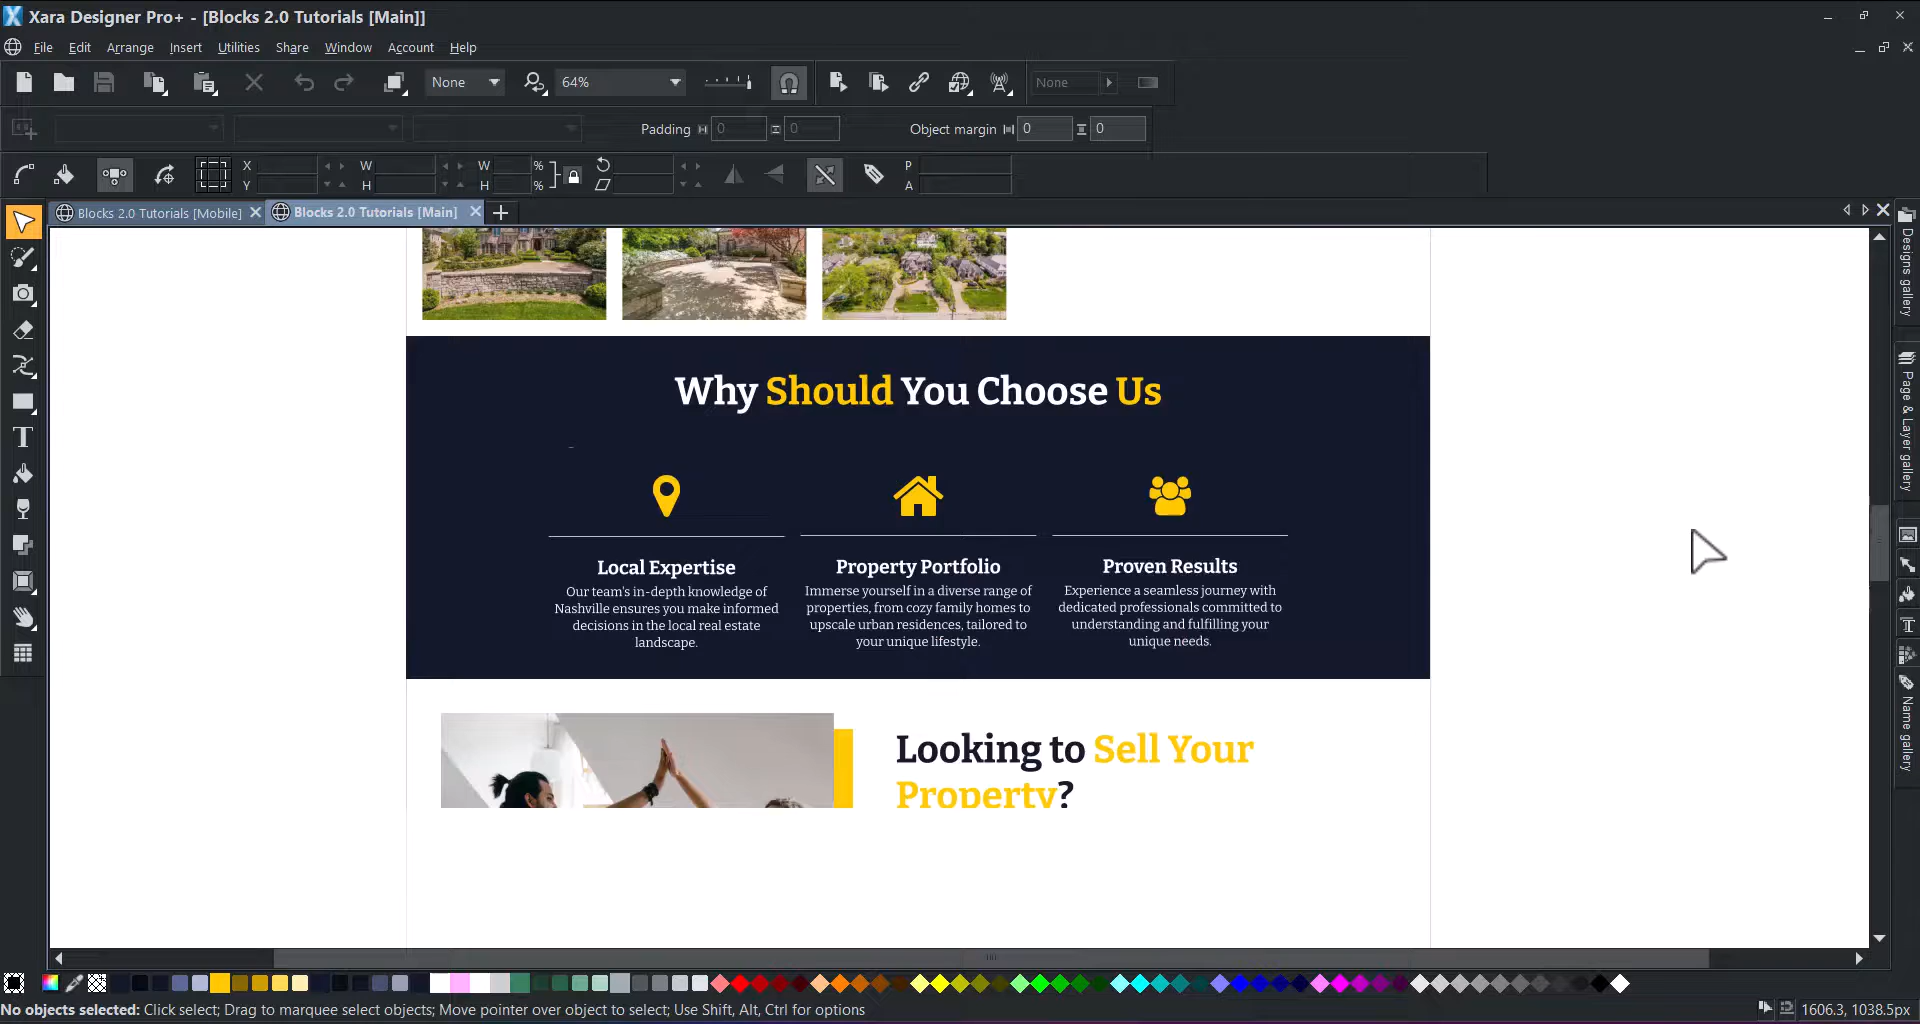 Xara Designer Pro+ - [Blocks 2.0 Tutorials [Main]]
File Edit Arrange Insert Utilities Share Window Account Help
None 64% None
Padding 0 0 Object margin 0 0
X W W % P
Y H H % A
Blocks 2.0 Tutorials [Mobile] Blocks 2.0 Tutorials [Main]
Designs gallery
Page & Layer gallery
Name gallery
Why Should You Choose Us
Local Expertise
Our team's in-depth knowledge of
Nashville ensures you make informed
decisions in the local real estate
landscape.
Property Portfolio
Immerse yourself in a diverse range of
properties, from cozy family homes to
upscale urban residences, tailored to
your unique lifestyle.
Proven Results
Experience a seamless journey with
dedicated professionals committed to
understanding and fulfilling your
unique needs.
Looking to Sell Your
Property?
No objects selected: Click select; Drag to marquee select objects; Move pointer over object to select; Use Shift, Alt, Ctrl for options
1606.3, 1038.5px